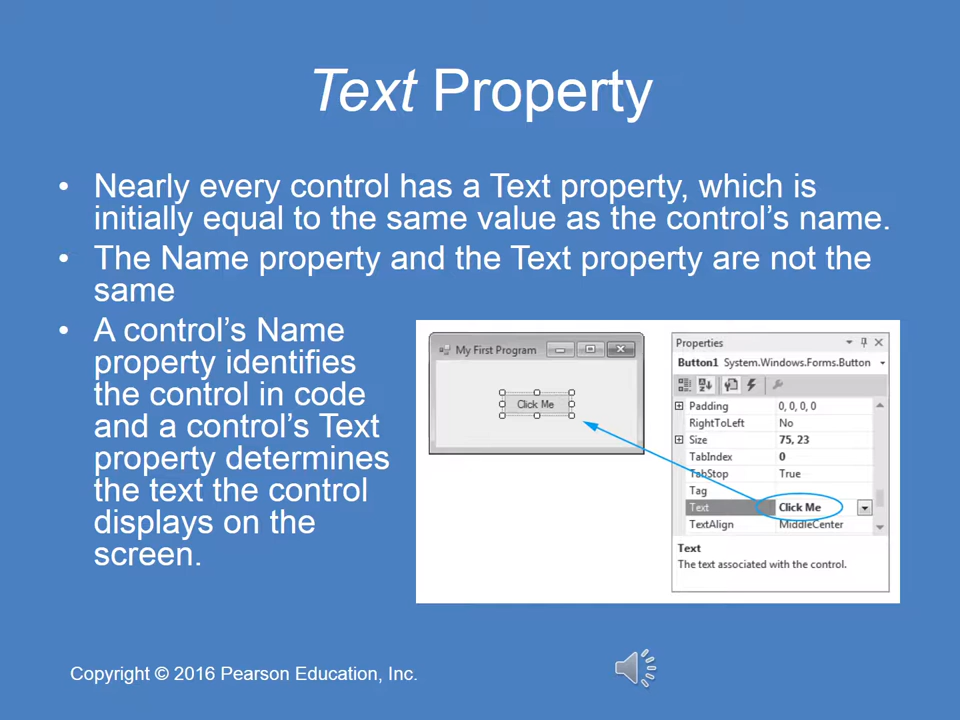 Text Property
• Nearly every control has a Text property, which is
initially equal to the same value as the control's name.
• The Name property and the Text property are not the
same
• A control's Name
property identifies
the control in code
and a control's Text
property determines
the text the control
displays on the
screen.
My First Program
Click Me
Properties
Button1 System.Windows.Forms.Button
Padding 0, 0, 0, 0
RightToLeft No
Size 75, 23
TabIndex 0
TabStop True
Tag
Text Click Me
TextAlign MiddleCenter
Text
The text associated with the control.
Copyright © 2016 Pearson Education, Inc.